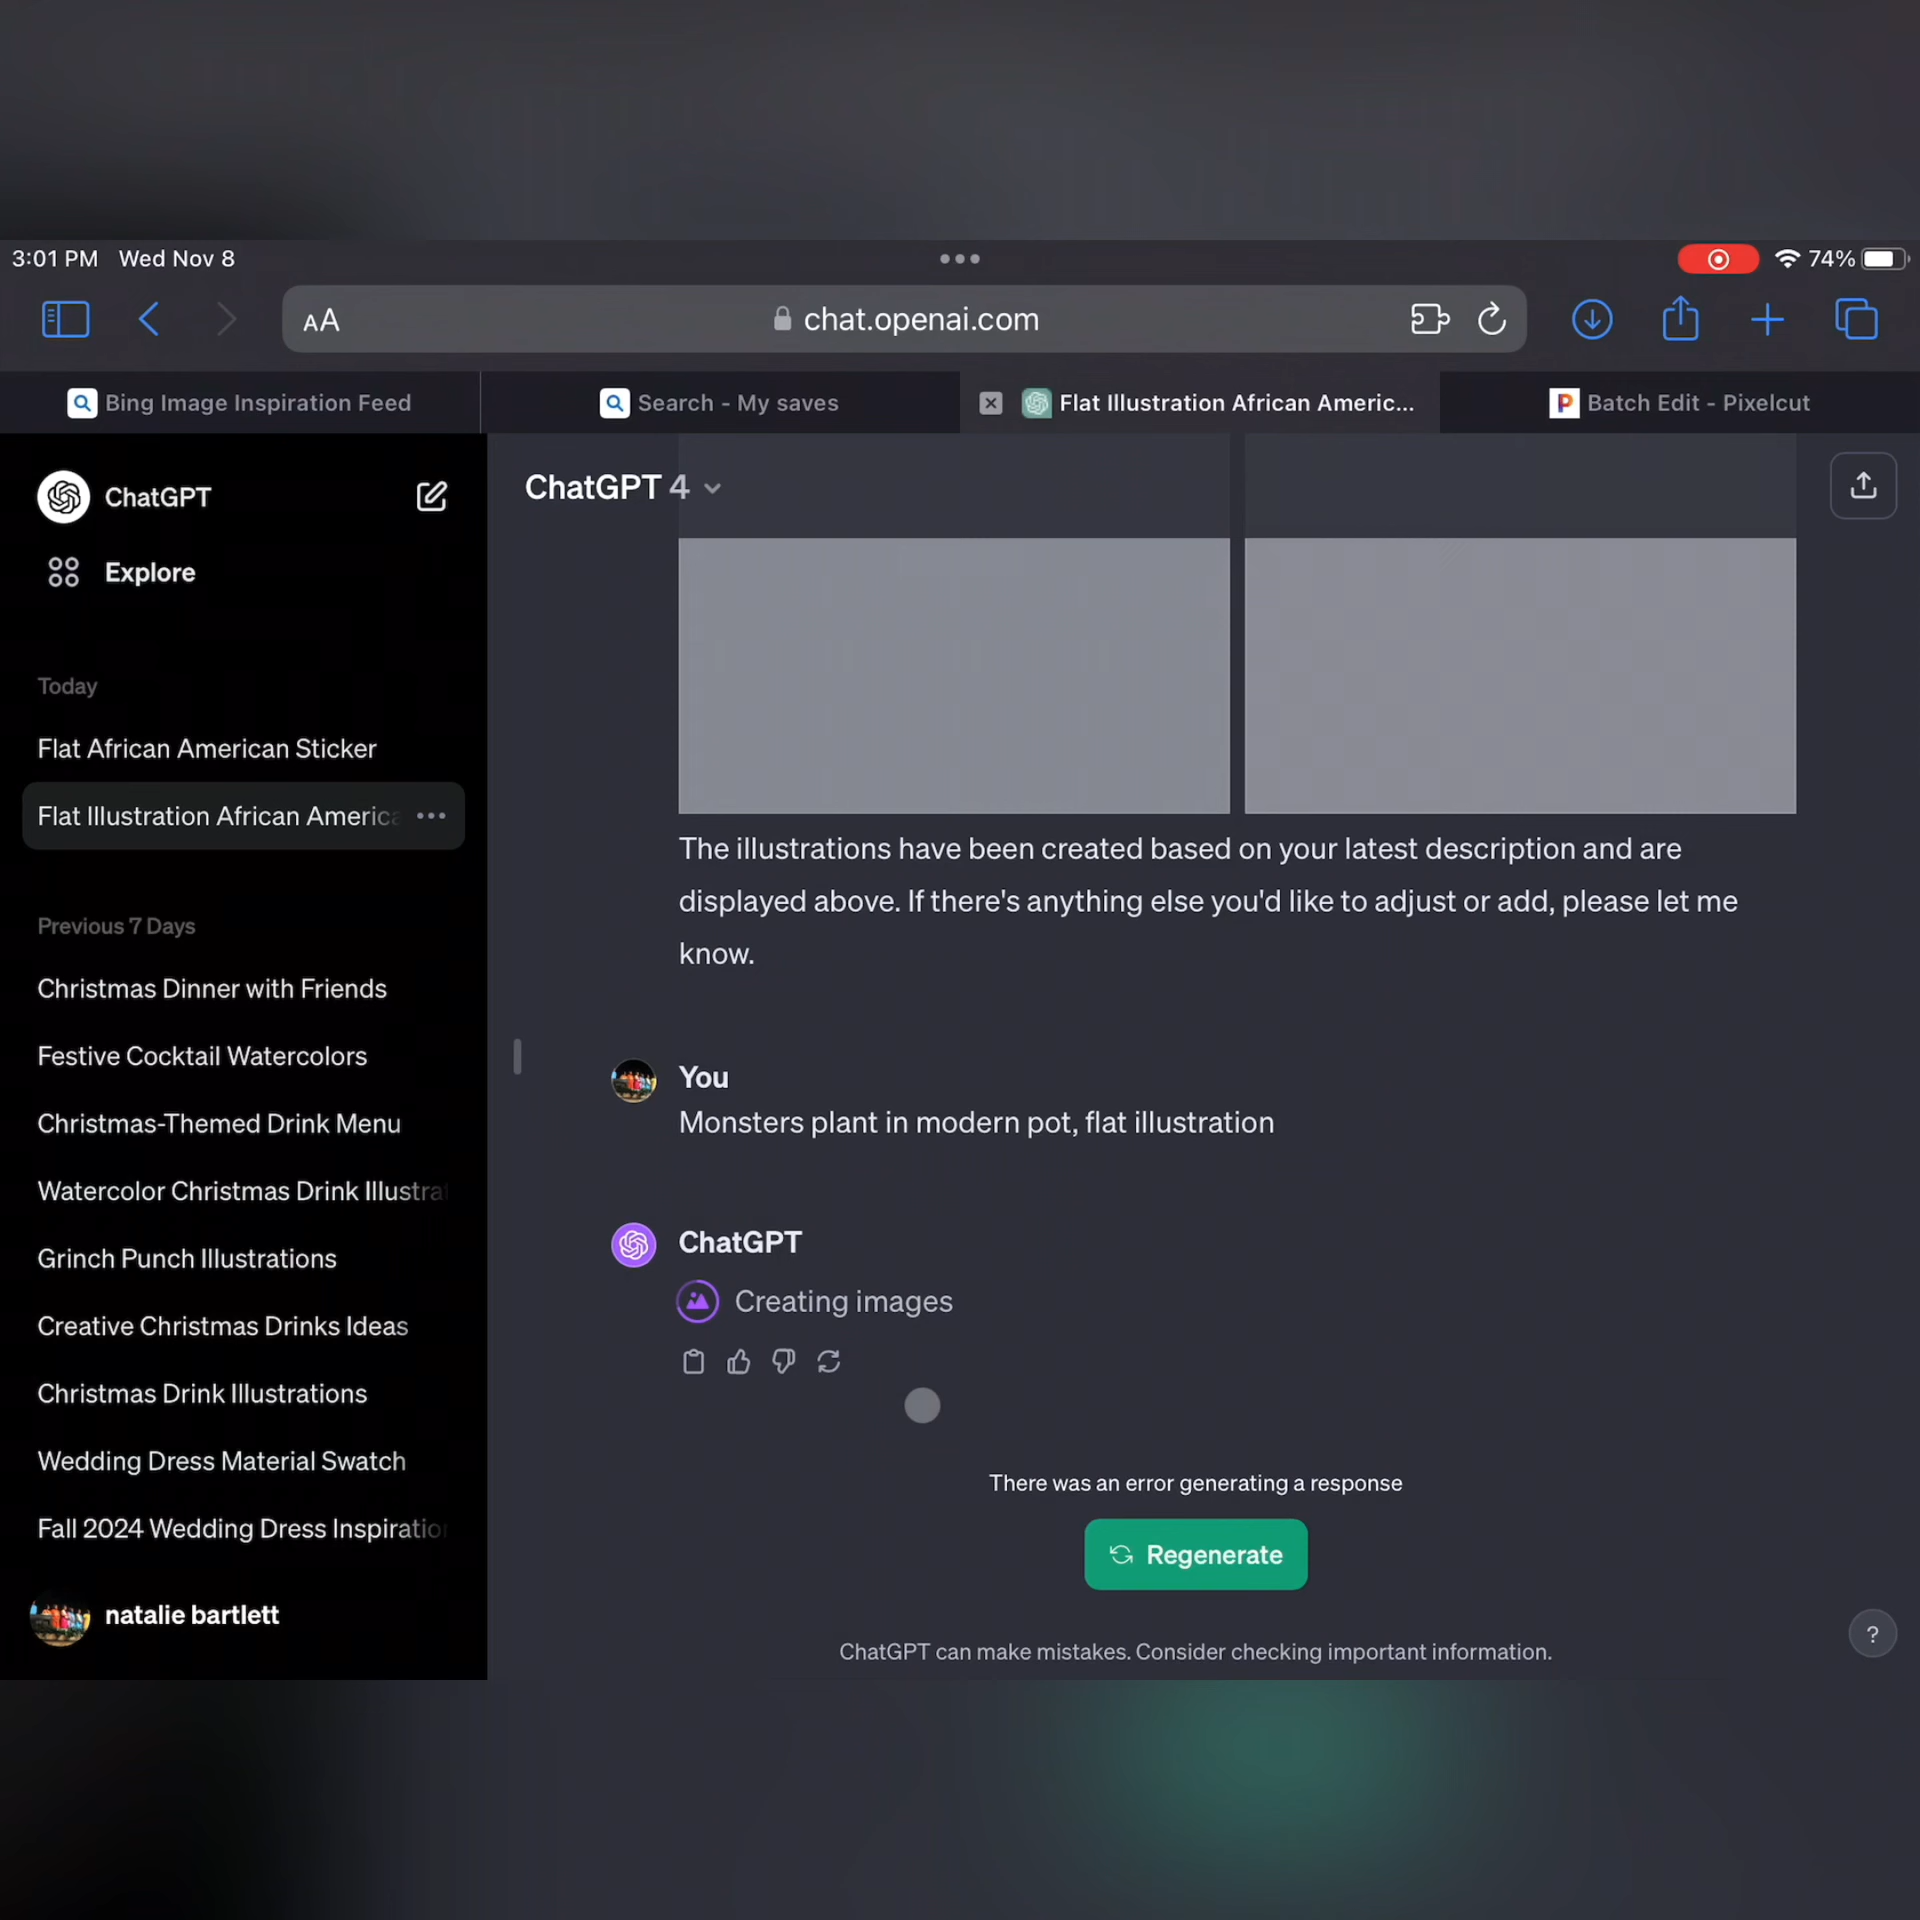 3:01 PM Wed Nov 8
74%
AA
chat.openai.com
Bing Image Inspiration Feed
Search - My saves
Flat Illustration African Americ...
Batch Edit - Pixelcut
ChatGPT
Explore
Today
Flat African American Sticker
Flat Illustration African America
Previous 7 Days
Christmas Dinner with Friends
Festive Cocktail Watercolors
Christmas-Themed Drink Menu
Watercolor Christmas Drink Illustrat
Grinch Punch Illustrations
Creative Christmas Drinks Ideas
Christmas Drink Illustrations
Wedding Dress Material Swatch
Fall 2024 Wedding Dress Inspiration
natalie bartlett
ChatGPT 4
The illustrations have been created based on your latest description and are
displayed above. If there's anything else you'd like to adjust or add, please let me
know.
You
Monsters plant in modern pot, flat illustration
ChatGPT
Creating images
There was an error generating a response
Regenerate
ChatGPT can make mistakes. Consider checking important information.
?